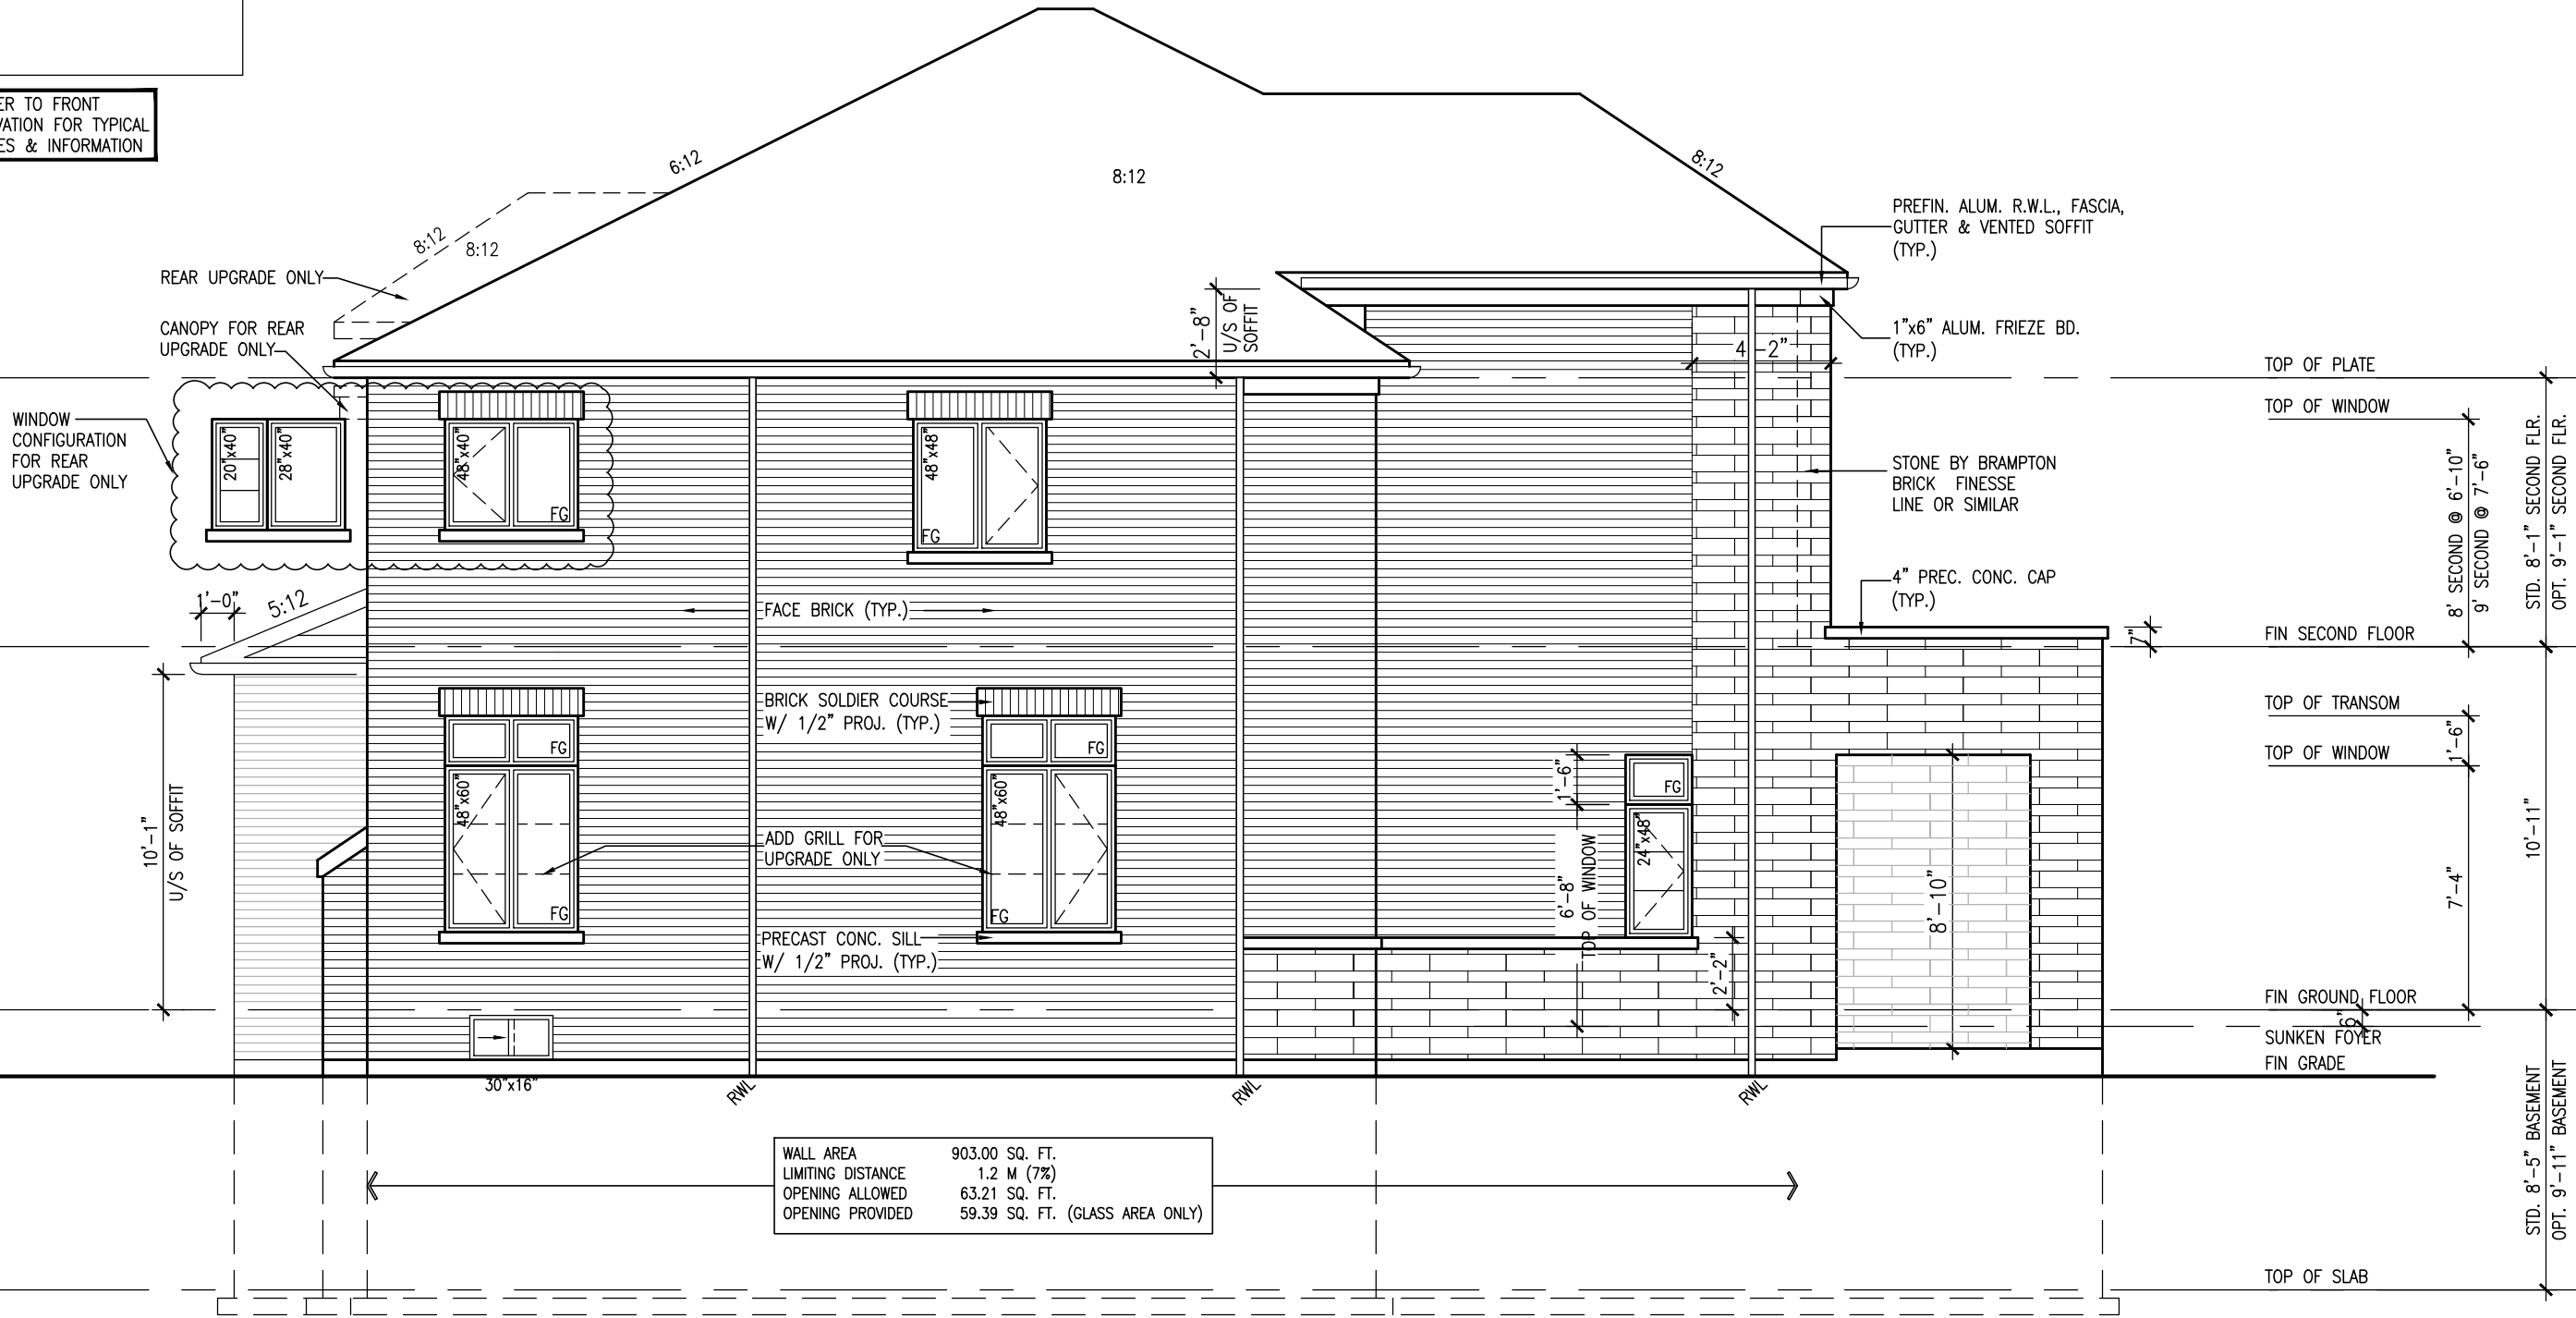 ER TO FRONT
VATION FOR TYPICAL
ES & INFORMATION
6:12
8:12
8:12
8:12
8:12
REAR UPGRADE ONLY
CANOPY FOR REAR
UPGRADE ONLY
WINDOW
CONFIGURATION
FOR REAR
UPGRADE ONLY
20"x40"
28"x40"
48"x40"
FG
48"x48"
FG
2'-8"
U/S OF
SOFFIT
4'-2"
PREFIN. ALUM. R.W.L., FASCIA,
GUTTER & VENTED SOFFIT
(TYP.)
1"x6" ALUM. FRIEZE BD.
(TYP.)
STONE BY BRAMPTON
BRICK FINESSE
LINE OR SIMILAR
4" PREC. CONC. CAP
(TYP.)
7"
1'-0"
5:12
FACE BRICK (TYP.)
BRICK SOLDIER COURSE
W/ 1/2" PROJ. (TYP.)
ADD GRILL FOR
UPGRADE ONLY
PRECAST CONC. SILL
W/ 1/2" PROJ. (TYP.)
10'-1"
U/S OF SOFFIT
FG
48"x60"
FG
FG
48"x60"
FG
1'-6"
6'-8"
TOP OF WINDOW
FG
24"x48"
2'-2"
8'-10"
30"x16"
RWL
RWL
RWL
TOP OF PLATE
TOP OF WINDOW
FIN SECOND FLOOR
TOP OF TRANSOM
TOP OF WINDOW
FIN GROUND FLOOR
6"
SUNKEN FOYER
FIN GRADE
TOP OF SLAB
8' SECOND @ 6'-10"
9' SECOND @ 7'-6"
STD. 8'-1" SECOND FLR.
OPT. 9'-1" SECOND FLR.
1'-6"
7'-4"
10'-11"
STD. 8'-5" BASEMENT
OPT. 9'-11" BASEMENT
WALL AREA 903.00 SQ. FT.
LIMITING DISTANCE 1.2 M (7%)
OPENING ALLOWED 63.21 SQ. FT.
OPENING PROVIDED 59.39 SQ. FT. (GLASS AREA ONLY)